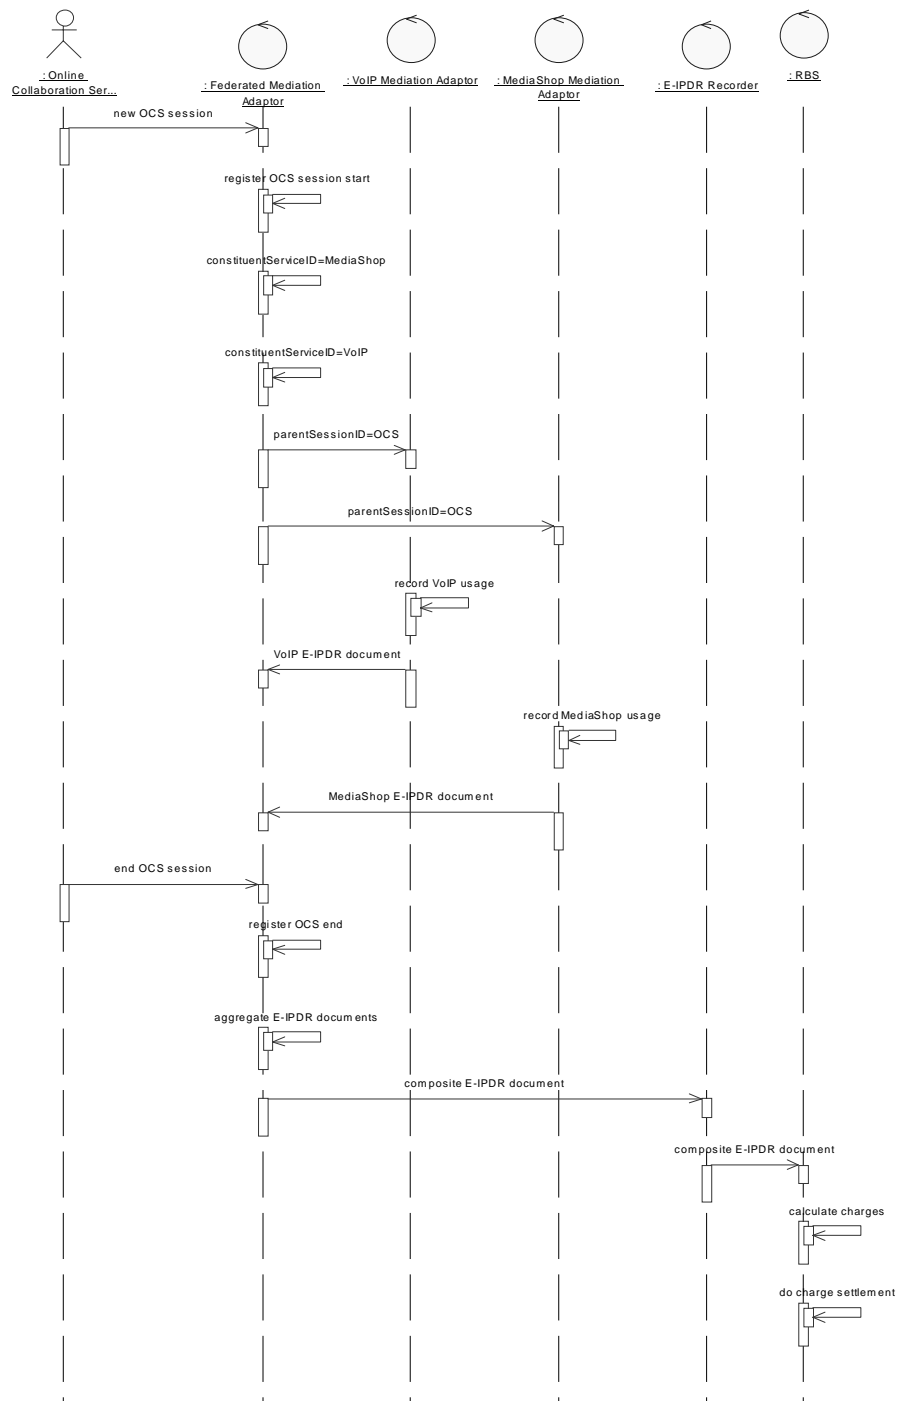 : Online
Collaboration Ser...
: Federated Mediation
Adaptor
: VoIP Mediation Adaptor
: MediaShop Mediation
Adaptor
: E-IPDR Recorder
: RBS
new OCS session
register OCS session start
constituentServiceID=MediaShop
constituentServiceID=VoIP
parentSessionID=OCS
parentSessionID=OCS
record VoIP usage
VoIP E-IPDR document
record MediaShop usage
MediaShop E-IPDR document
end OCS session
register OCS end
aggregate E-IPDR documents
composite E-IPDR document
composite E-IPDR document
calculate charges
do charge settlement